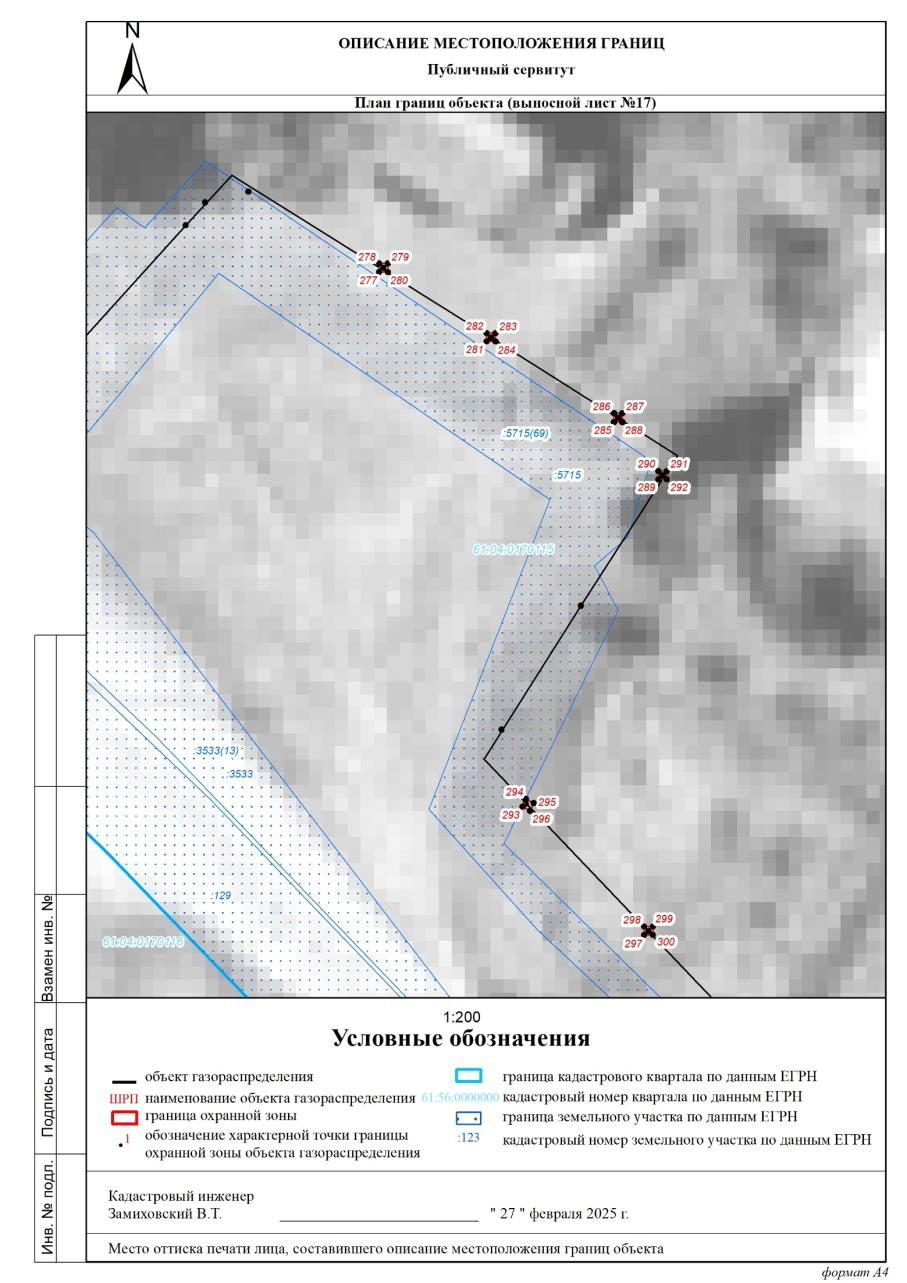 N
ОПИСАНИЕ МЕСТОПОЛОЖЕНИЯ ГРАНИЦ
Публичный сервитут
План границ объекта (выносной лист №17)
278 279
277 280
282 283
281 284
286 287
285 288
:5715(69)
290 291
:5715
289 292
61:04:0170115
:3533(13)
:3533
294 295
293 296
:129
298 299
61:04:0170116
297 300
1:200
Условные обозначения
объект газораспределения
граница кадастрового квартала по данным ЕГРН
ШРП наименование объекта газораспределения
61:56:0000000 кадастровый номер квартала по данным ЕГРН
граница охранной зоны
граница земельного участка по данным ЕГРН
1 обозначение характерной точки границы
охранной зоны объекта газораспределения
:123 кадастровый номер земельного участка по данным ЕГРН
Кадастровый инженер
Замиховский В.Т. " 27 " февраля 2025 г.
Место оттиска печати лица, составившего описание местоположения границ объекта
Взамен инв. №
Подпись и дата
Инв. № подл.
формат А4